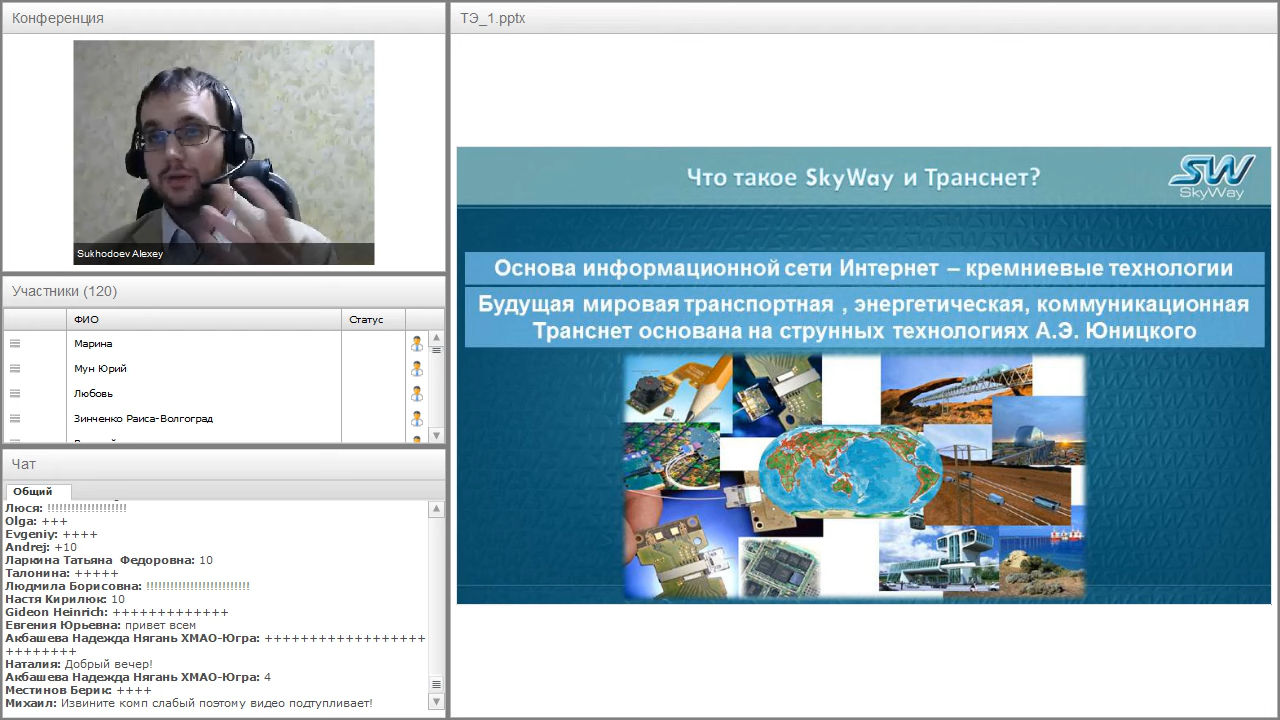 Конференция
Sukhodoev Alexey
Участники (120)
ФИО
Статус
Марина
Мун Юрий
Любовь
Зинченко Раиса-Волгоград
Чат
Общий
Люся: !!!!!!!!!!!!!!!!!!!!
Olga: +++
Evgeniy: ++++
Andrej: +10
Ларкина Татьяна Федоровна: 10
Талонина: +++++
Людмила Борисовна: !!!!!!!!!!!!!!!!!!!!!!!!!!
Настя Кирилюк: 10
Gideon Heinrich: +++++++++++++
Евгения Юрьевна: привет всем
Акбашева Надежда Нягань ХМАО-Югра: ++++++++++++++++++
++++++++
Наталия: Добрый вечер!
Акбашева Надежда Нягань ХМАО-Югра: 4
Местинов Берик: ++++
Михаил: Извините комп слабый поэтому видео подтупливает!
ТЭ_1.pptx
Что такое SkyWay и Транснет?
SW
SkyWay
Основа информационной сети Интернет – кремниевые технологии
Будущая мировая транспортная , энергетическая, коммуникационная
Транснет основана на струнных технологиях А.Э. Юницкого